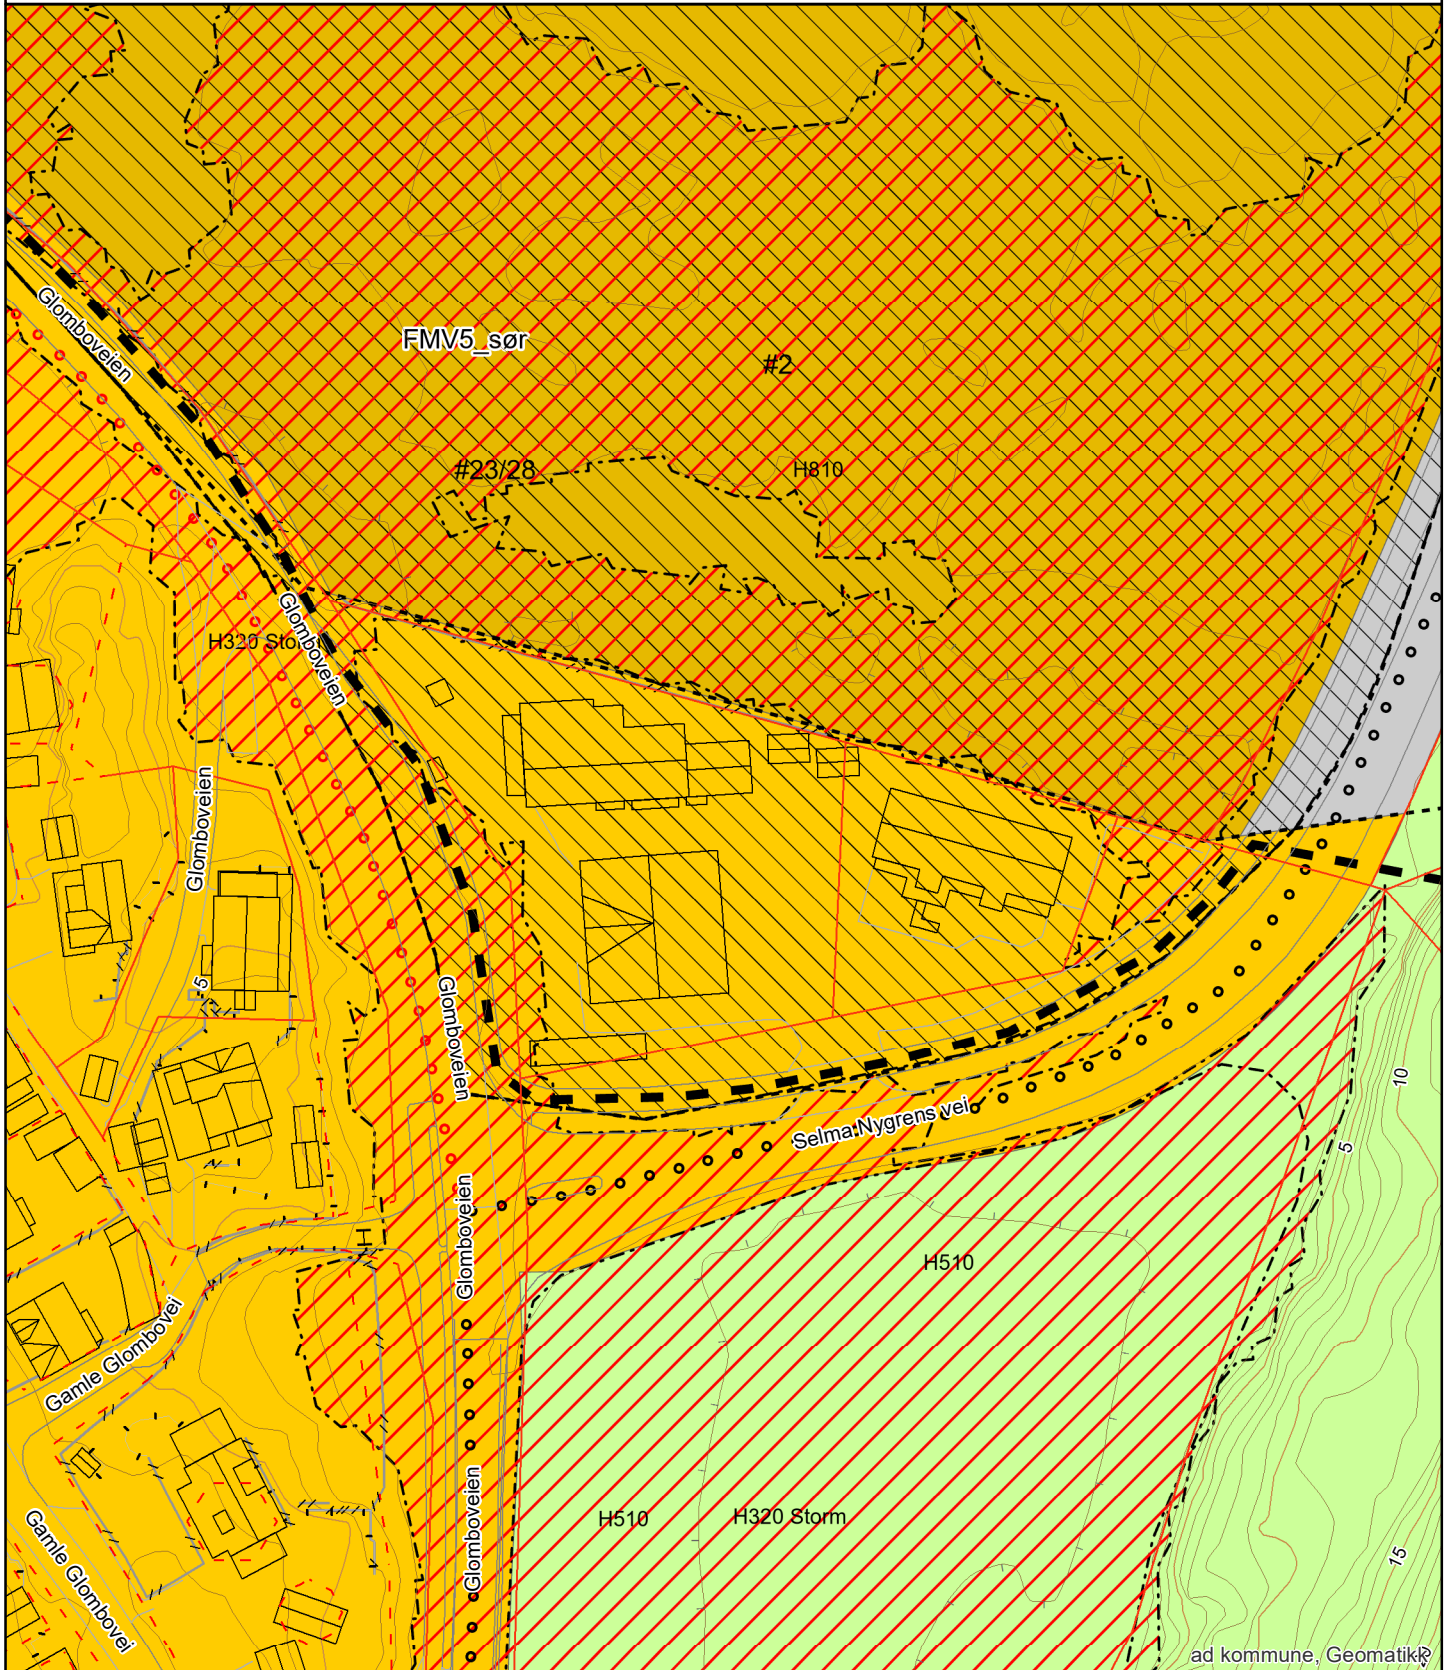 Glomboveien
FMV5_sør
#2
#23/28
H810
Glomboveien
H320 Storm
Glomboveien
5
Glomboveien
Selma Nygrens vei
10
5
Glomboveien
H510
Gamle Glombovei
H510
H320 Storm
Glomboveien
Gamle Glombovei
15
ad kommune, Geomatikk